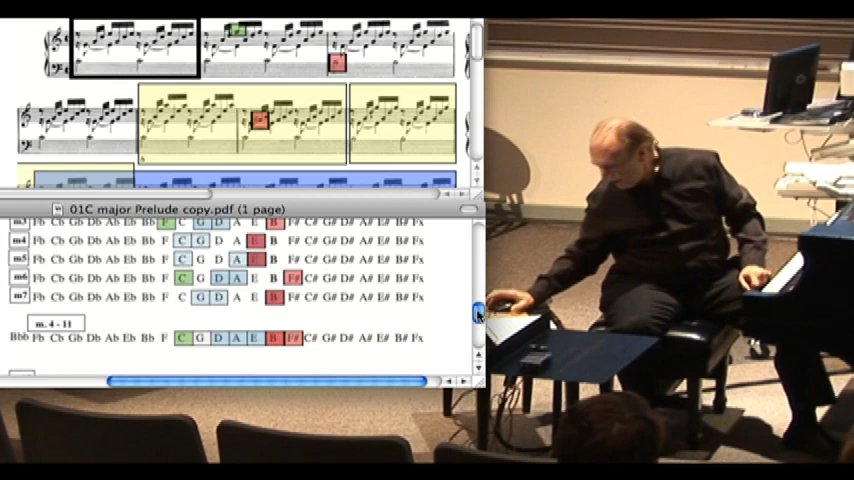 01C major Prelude copy.pdf (1 page)
m3 Fb Cb Gb Db Ab Eb Bb F C G D A E B F# C# G# D# A# E# B# Fx
m4 Fb Cb Gb Db Ab Eb Bb F C G D A E B F# C# G# D# A# E# B# Fx
m5 Fb Cb Gb Db Ab Eb Bb F C G D A E B F# C# G# D# A# E# B# Fx
m6 Fb Cb Gb Db Ab Eb Bb F C G D A E B F# C# G# D# A# E# B# Fx
m7 Fb Cb Gb Db Ab Eb Bb F C G D A E B F# C# G# D# A# E# B# Fx
m. 4 - 11
Bbb Fb Cb Gb Db Ab Eb Bb F C G D A E B F# C# G# D# A# E# B# Fx